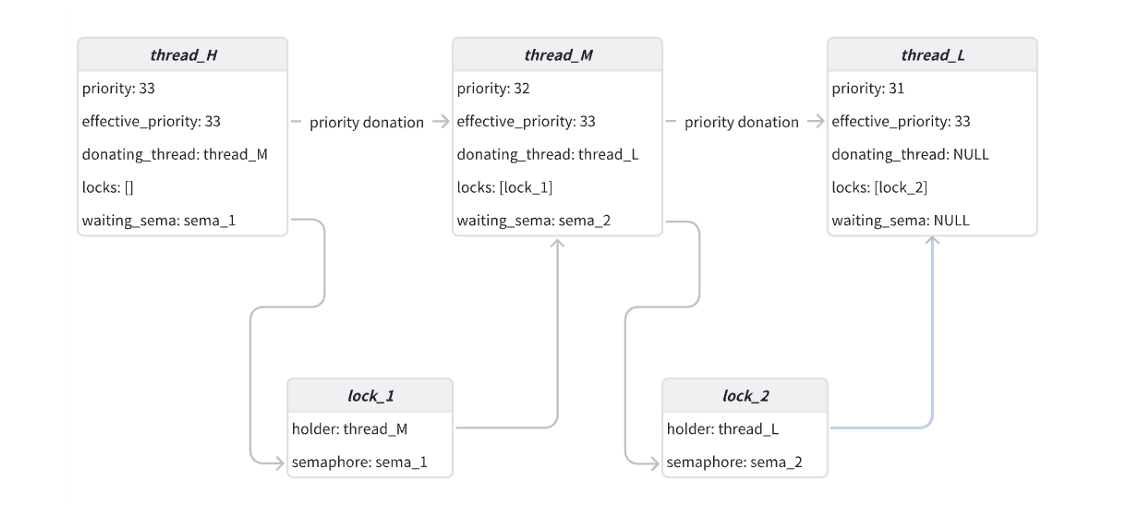 thread_H
priority: 33
effective_priority: 33
donating_thread: thread_M
locks: []
waiting_sema: sema_1
priority donation
thread_M
priority: 32
effective_priority: 33
donating_thread: thread_L
locks: [lock_1]
waiting_sema: sema_2
priority donation
thread_L
priority: 31
effective_priority: 33
donating_thread: NULL
locks: [lock_2]
waiting_sema: NULL
lock_1
holder: thread_M
semaphore: sema_1
lock_2
holder: thread_L
semaphore: sema_2